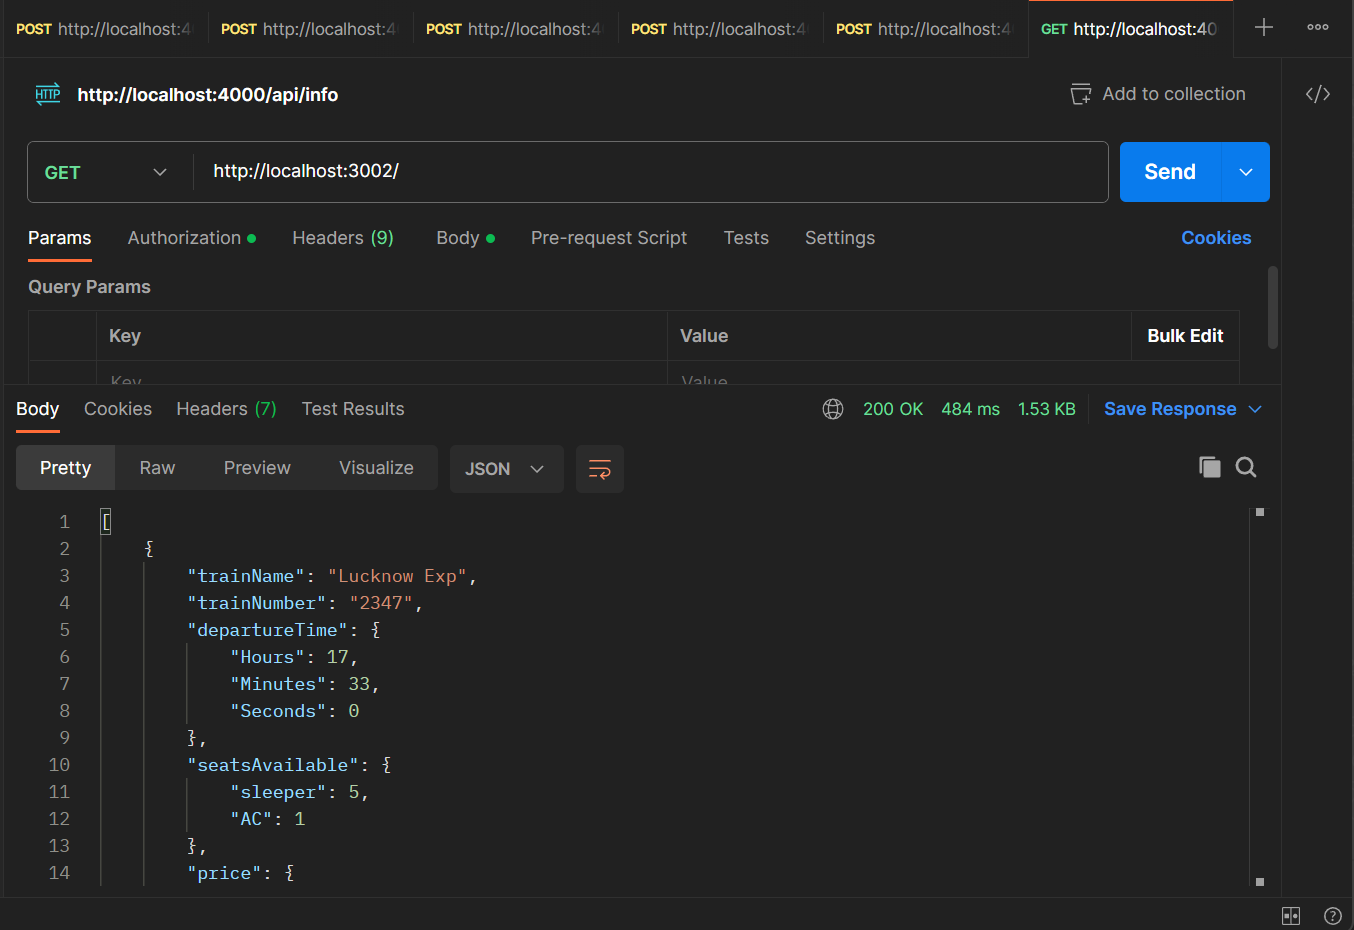 POST http://localhost:4 POST http://localhost:4 POST http://localhost:4 POST http://localhost:4 POST http://localhost:4 GET http://localhost:40
HTTP http://localhost:4000/api/info Add to collection </>
GET http://localhost:3002/ Send
Params Authorization Headers (9) Body Pre-request Script Tests Settings Cookies
Query Params
Key Value Bulk Edit
Key Value
Body Cookies Headers (7) Test Results 200 OK 484 ms 1.53 KB Save Response
Pretty Raw Preview Visualize JSON
1 [
2 {
3 "trainName": "Lucknow Exp",
4 "trainNumber": "2347",
5 "departureTime": {
6 "Hours": 17,
7 "Minutes": 33,
8 "Seconds": 0
9 },
10 "seatsAvailable": {
11 "sleeper": 5,
12 "AC": 1
13 },
14 "price": {